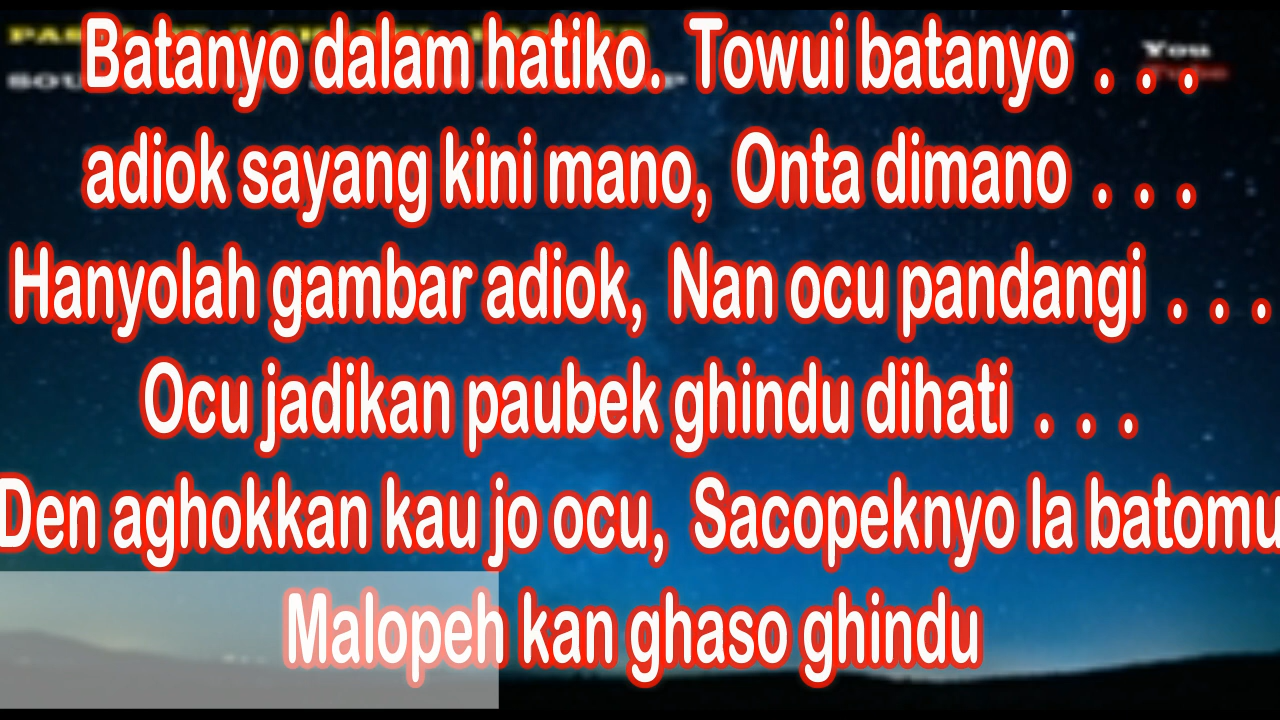 Batanyo dalam hatiko. Towui batanyo . . .
adiok sayang kini mano, Onta dimano . . .
Hanyolah gambar adiok, Nan ocu pandangi . . .
Ocu jadikan paubek ghindu dihati . . .
Den aghokkan kau jo ocu, Sacopeknyo la batomu
Malopeh kan ghaso ghindu
You